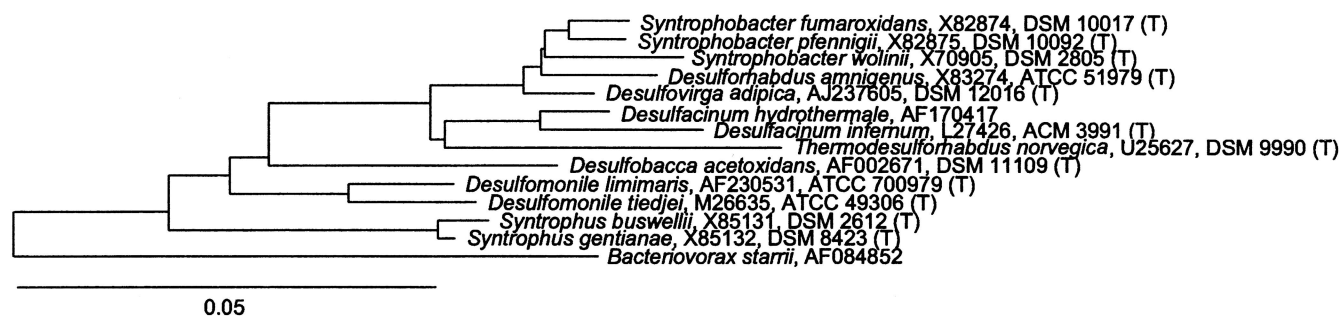 Syntrophobacter fumaroxidans, X82874, DSM 10017 (T)
Syntrophobacter pfennigii, X82875, DSM 10092 (T)
Syntrophobacter wolinii, X70905, DSM 2805 (T)
Desulforhabdus amnigenus, X83274, ATCC 51979 (T)
Desulfovirga adipica, AJ237605, DSM 12016 (T)
Desulfacinum hydrothermale, AF170417
Desulfacinum infernum, L27426, ACM 3991 (T)
Thermodesulforhabdus norvegica, U25627, DSM 9990 (T)
Desulfobacca acetoxidans, AF002671, DSM 11109 (T)
Desulfomonile limimaris, AF230531, ATCC 700979 (T)
Desulfomonile tiedjei, M26635, ATCC 49306 (T)
Syntrophus buswellii, X85131, DSM 2612 (T)
Syntrophus gentianae, X85132, DSM 8423 (T)
Bacteriovorax starrii, AF084852
0.05